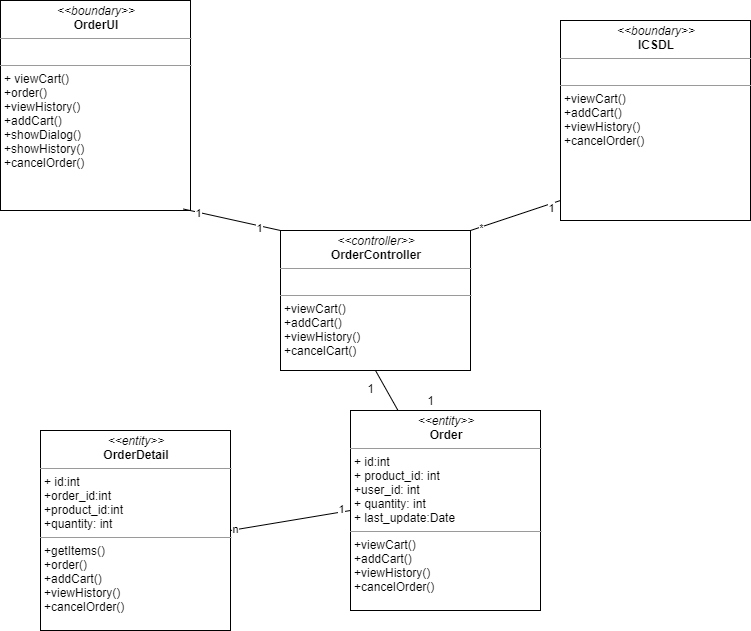 <<boundary>>
OrderUI
+ viewCart()
+order()
+viewHistory()
+addCart()
+showDialog()
+showHistory()
+cancelOrder()
<<boundary>>
ICSDL
+viewCart()
+addCart()
+viewHistory()
+cancelOrder()
1
1
*
1
<<controller>>
OrderController
+viewCart()
+addCart()
+viewHistory()
+cancelCart()
1
1
<<entity>>
OrderDetail
+ id:int
+order_id:int
+product_id:int
+quantity: int
+getItems()
+order()
+addCart()
+viewHistory()
+cancelOrder()
n
1
<<entity>>
Order
+ id:int
+ product_id: int
+user_id: int
+ quantity: int
+ last_update:Date
+viewCart()
+addCart()
+viewHistory()
+cancelOrder()